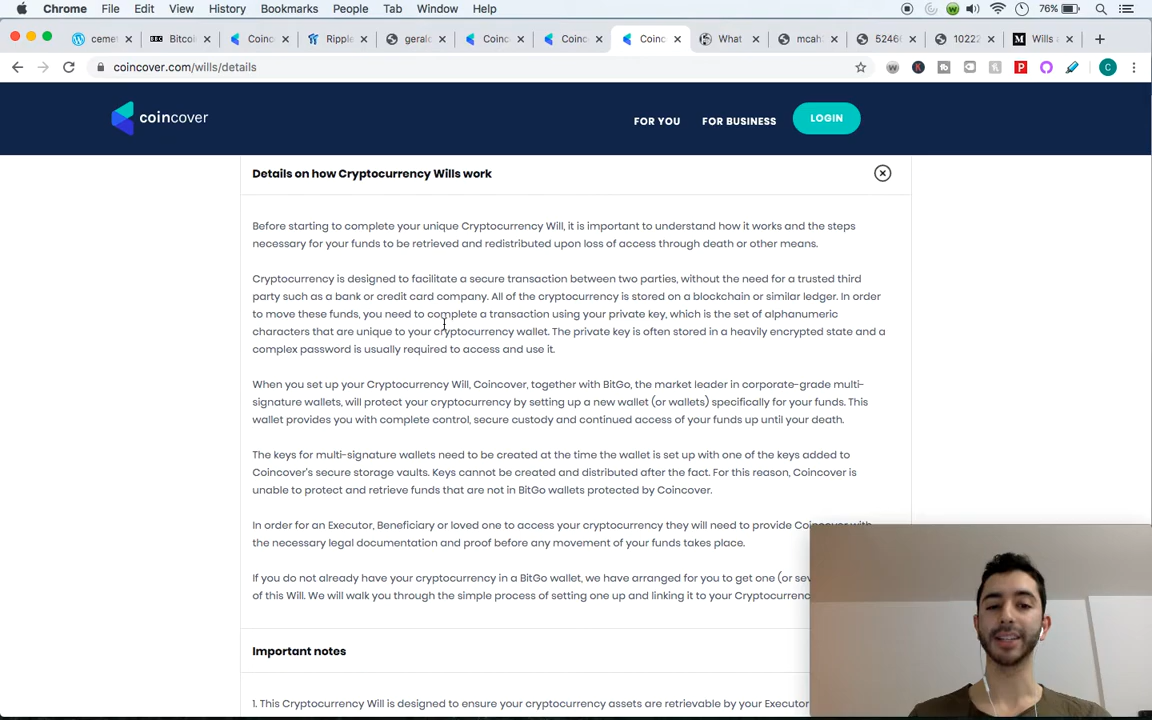 Chrome File Edit View History Bookmarks People Tab Window Help 76%
cemet Bitcoi Coinc Ripple geralc Coinc Coinc Coinc What mcah 5246 10222 Wills
coincover.com/wills/details
coincover
FOR YOU FOR BUSINESS LOGIN
Details on how Cryptocurrency Wills work
Before starting to complete your unique Cryptocurrency Will, it is important to understand how it works and the steps
necessary for your funds to be retrieved and redistributed upon loss of access through death or other means.
Cryptocurrency is designed to facilitate a secure transaction between two parties, without the need for a trusted third
party such as a bank or credit card company. All of the cryptocurrency is stored on a blockchain or similar ledger. In order
to move these funds, you need to complete a transaction using your private key, which is the set of alphanumeric
characters that are unique to your cryptocurrency wallet. The private key is often stored in a heavily encrypted state and a
complex password is usually required to access and use it.
When you set up your Cryptocurrency Will, Coincover, together with BitGo, the market leader in corporate-grade multi-
signature wallets, will protect your cryptocurrency by setting up a new wallet (or wallets) specifically for your funds. This
wallet provides you with complete control, secure custody and continued access of your funds up until your death.
The keys for multi-signature wallets need to be created at the time the wallet is set up with one of the keys added to
Coincover's secure storage vaults. Keys cannot be created and distributed after the fact. For this reason, Coincover is
unable to protect and retrieve funds that are not in BitGo wallets protected by Coincover.
In order for an Executor, Beneficiary or loved one to access your cryptocurrency they will need to provide Coincover with
the necessary legal documentation and proof before any movement of your funds takes place.
If you do not already have your cryptocurrency in a BitGo wallet, we have arranged for you to get one (or sev
of this Will. We will walk you through the simple process of setting one up and linking it to your Cryptocurrenc
Important notes
1. This Cryptocurrency Will is designed to ensure your cryptocurrency assets are retrievable by your Executor